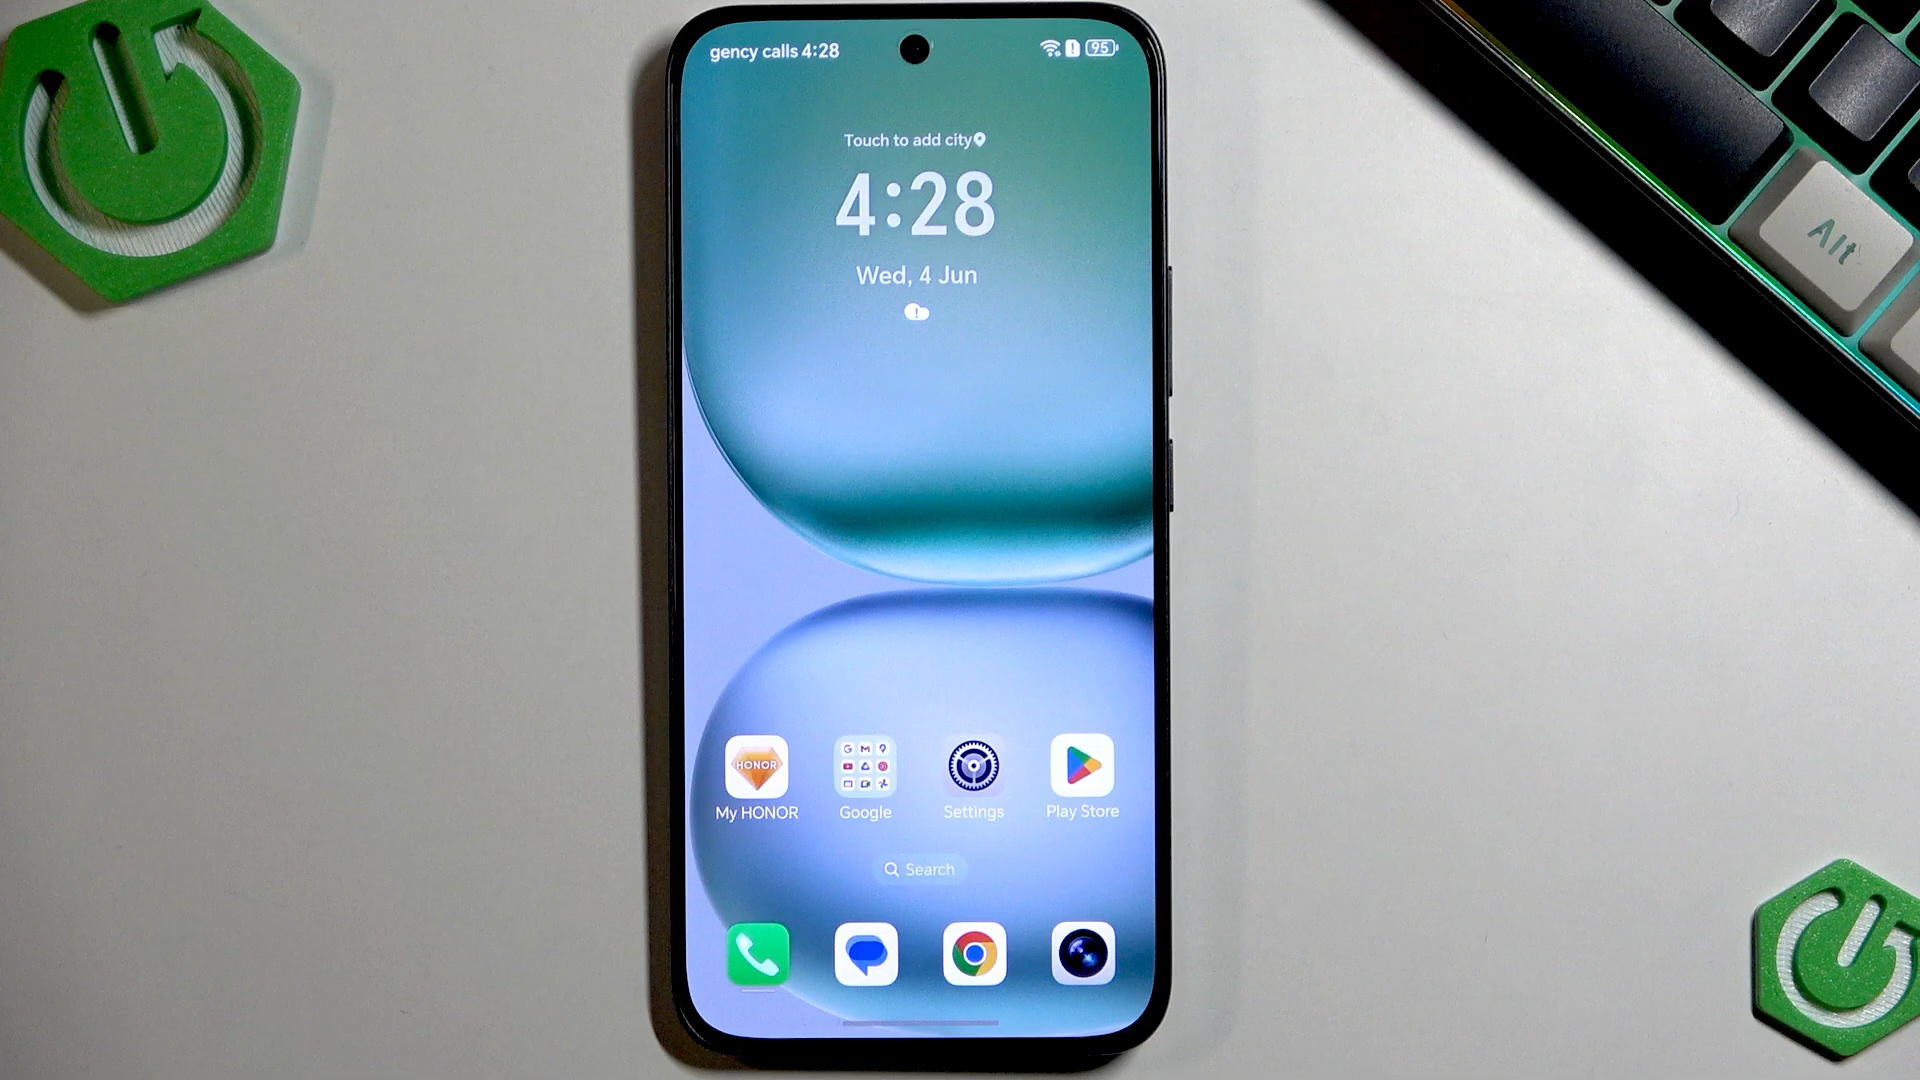 gency calls 4:28
95
Touch to add city
4:28
Wed, 4 Jun
HONOR
My HONOR
Google
Settings
Play Store
Search
Alt